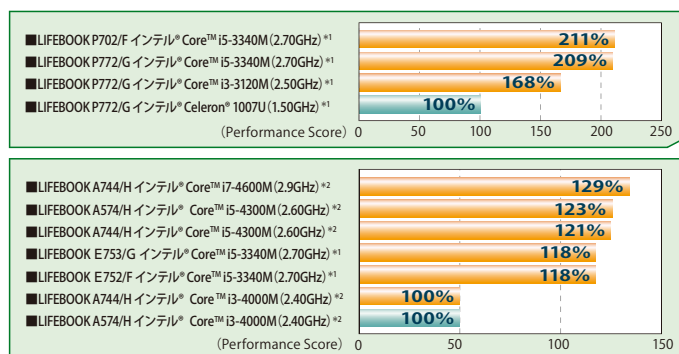 ■LIFEBOOK P702/F インテル® Core™ i5-3340M(2.70GHz)*1 211%
■LIFEBOOK P772/G インテル® Core™ i5-3340M(2.70GHz)*1 209%
■LIFEBOOK P772/G インテル® Core™ i3-3120M(2.50GHz)*1 168%
■LIFEBOOK P772/G インテル® Celeron® 1007U(1.50GHz)*1 100%
(Performance Score) 0 50 100 150 200 250
■LIFEBOOK A744/H インテル® Core™ i7-4600M(2.9GHz)*2 129%
■LIFEBOOK A574/H インテル® Core™ i5-4300M(2.60GHz)*2 123%
■LIFEBOOK A744/H インテル® Core™ i5-4300M(2.60GHz)*2 121%
■LIFEBOOK E753/G インテル® Core™ i5-3340M(2.70GHz)*1 118%
■LIFEBOOK E752/F インテル® Core™ i5-3340M(2.70GHz)*1 118%
■LIFEBOOK A744/H インテル® Core™ i3-4000M(2.40GHz)*2 100%
■LIFEBOOK A574/H インテル® Core™ i3-4000M(2.40GHz)*2 100%
(Performance Score) 0 50 100 150